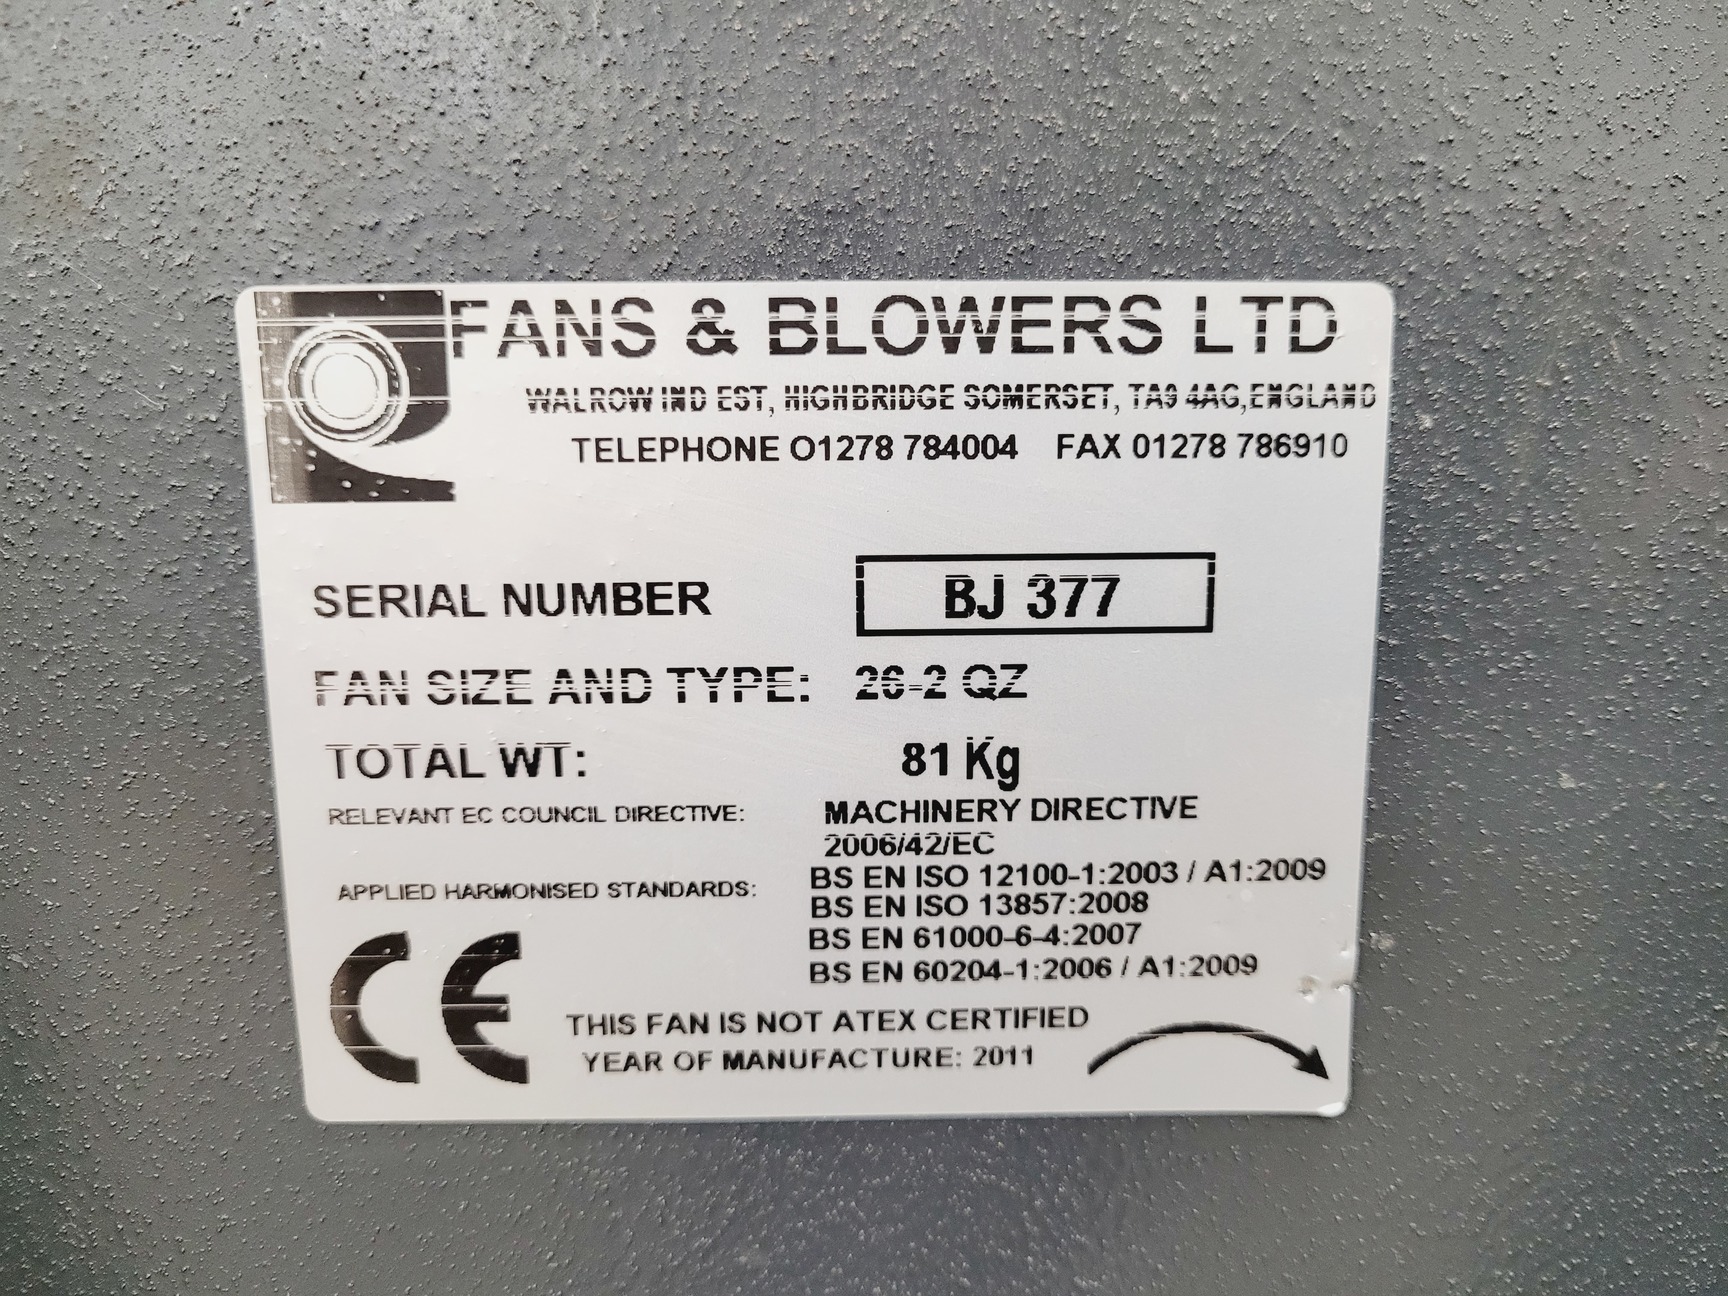 FANS & BLOWERS LTD
WALROW IND EST, HIGHBRIDGE SOMERSET, TA9 4AG,ENGLAND
TELEPHONE O1278 784004 FAX 01278 786910
SERIAL NUMBER BJ 377
FAN SIZE AND TYPE: 26-2 QZ
TOTAL WT: 81 Kg
RELEVANT EC COUNCIL DIRECTIVE: MACHINERY DIRECTIVE
2006/42/EC
BS EN ISO 12100-1:2003 / A1:2009
APPLIED HARMONISED STANDARDS:
BS EN ISO 13857:2008
BS EN 61000-6-4:2007
BS EN 60204-1:2006 / A1:2009
CE
THIS FAN IS NOT ATEX CERTIFIED
YEAR OF MANUFACTURE: 2011